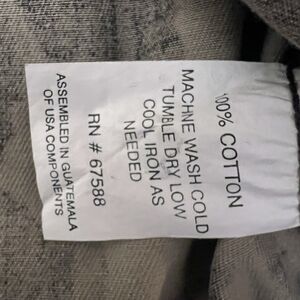 100% COTTON
MACHNE WASH COLD
TUMBLE DRY LOW
COOL IRON AS
NEEDED
RN # 67588
ASSEMBLED IN GUATEMALA
OF USA COMPONENTS